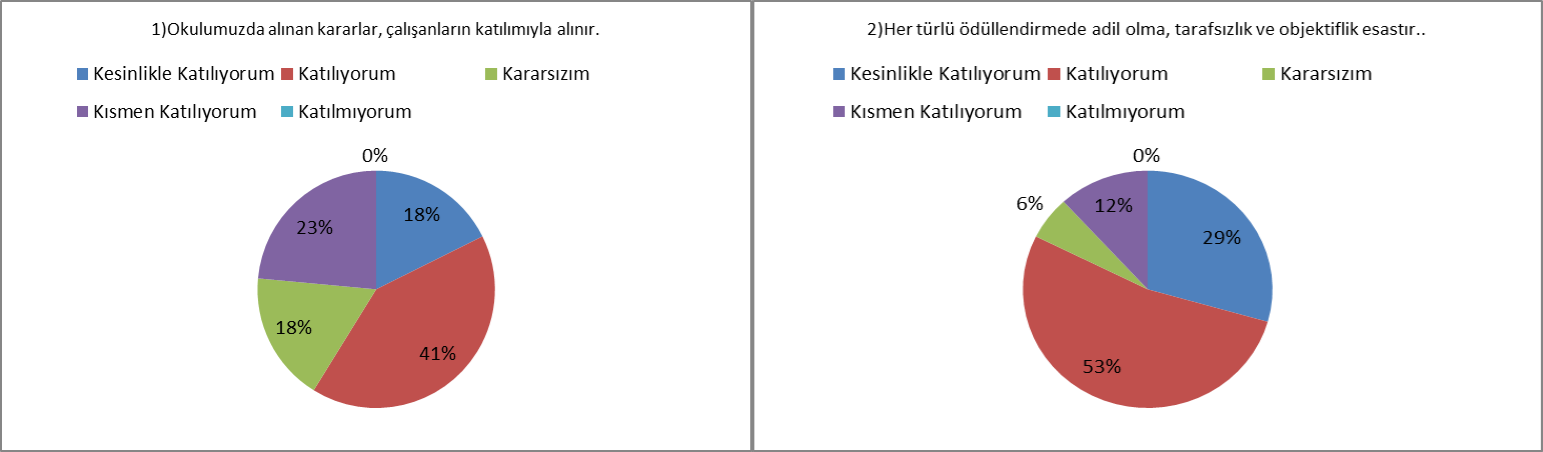 1)Okulumuzda alınan kararlar, çalışanların katılımıyla alınır.
Kesinlikle Katılıyorum Katılıyorum Kararsızım
Kısmen Katılıyorum Katılmıyorum
0%
18%
23%
18%
41%
2)Her türlü ödüllendirmede adil olma, tarafsızlık ve objektiflik esastır..
Kesinlikle Katılıyorum Katılıyorum Kararsızım
Kısmen Katılıyorum Katılmıyorum
0%
6%
12%
29%
53%